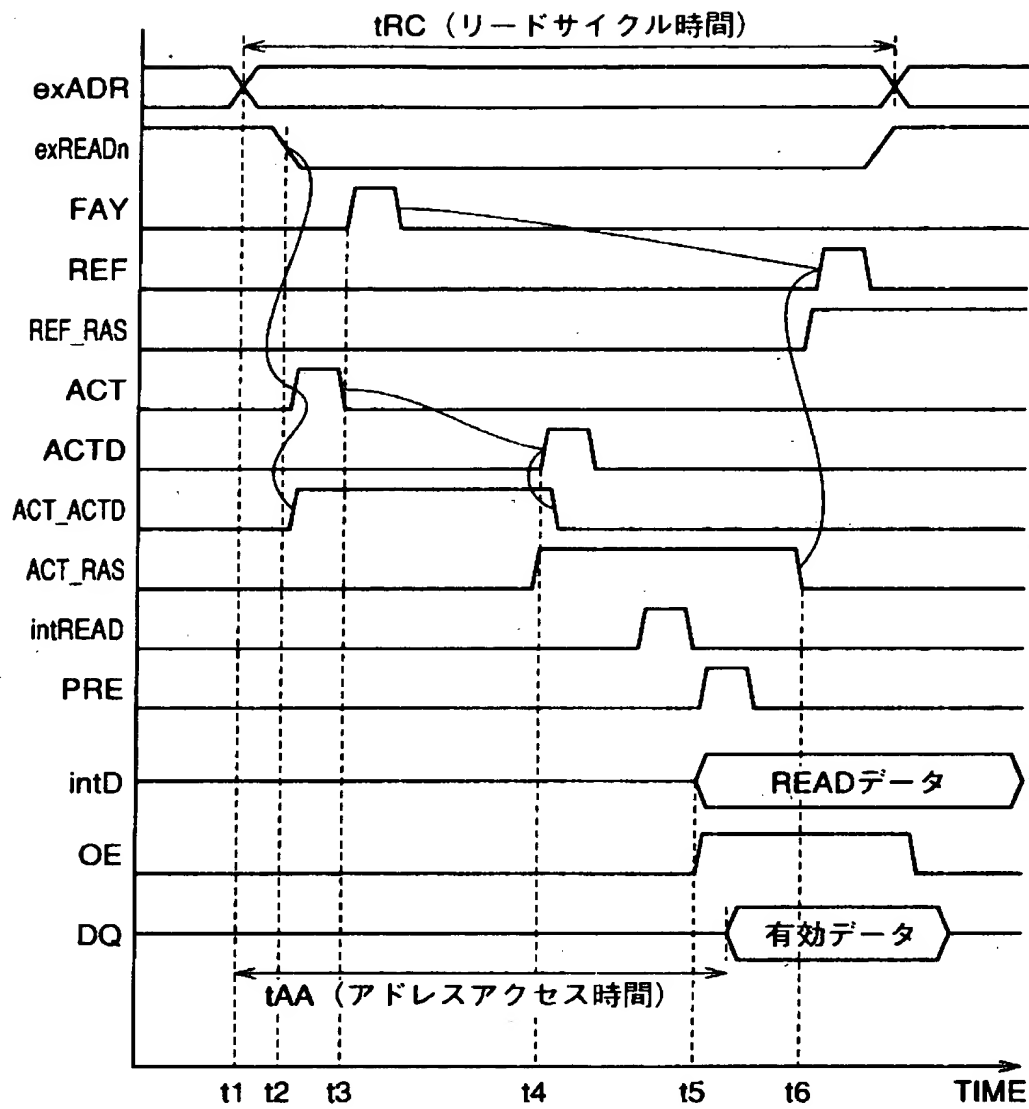 tRC (リードサイクル時間)
exADR
exREADn
FAY
REF
REF_RAS
ACT
ACTD
ACT_ACTD
ACT_RAS
intREAD
PRE
intD READデータ
OE
DQ 有効データ
tAA (アドレスアクセス時間)
t1 t2 t3 t4 t5 t6 TIME